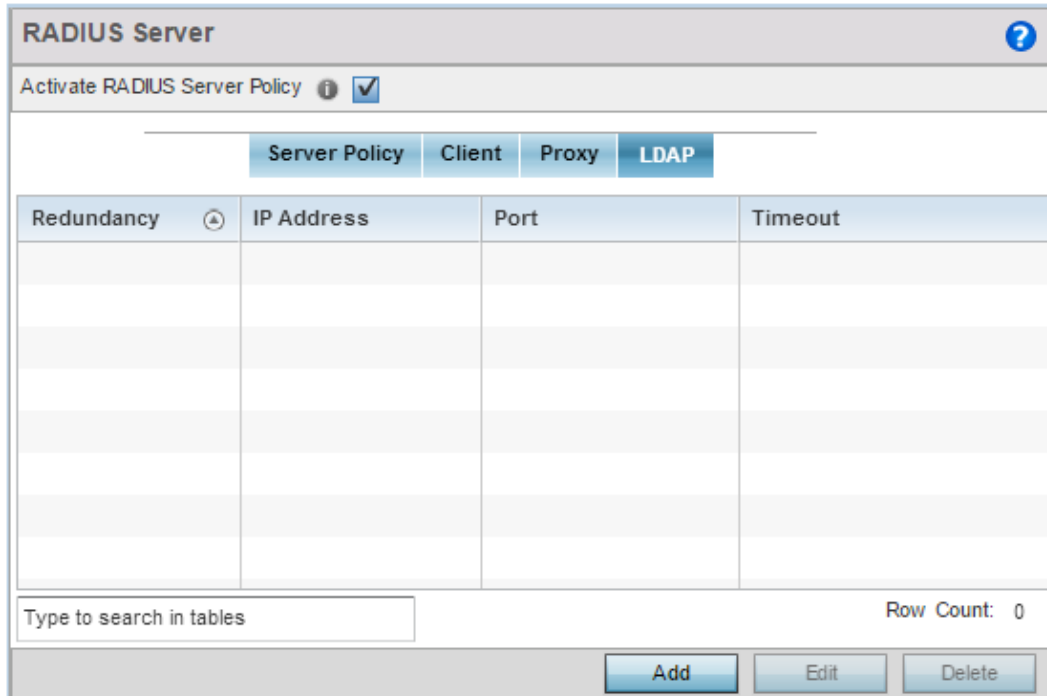 RADIUS Server
Activate RADIUS Server Policy
Server Policy Client Proxy LDAP
Redundancy IP Address Port Timeout
Type to search in tables
Row Count: 0
Add Edit Delete